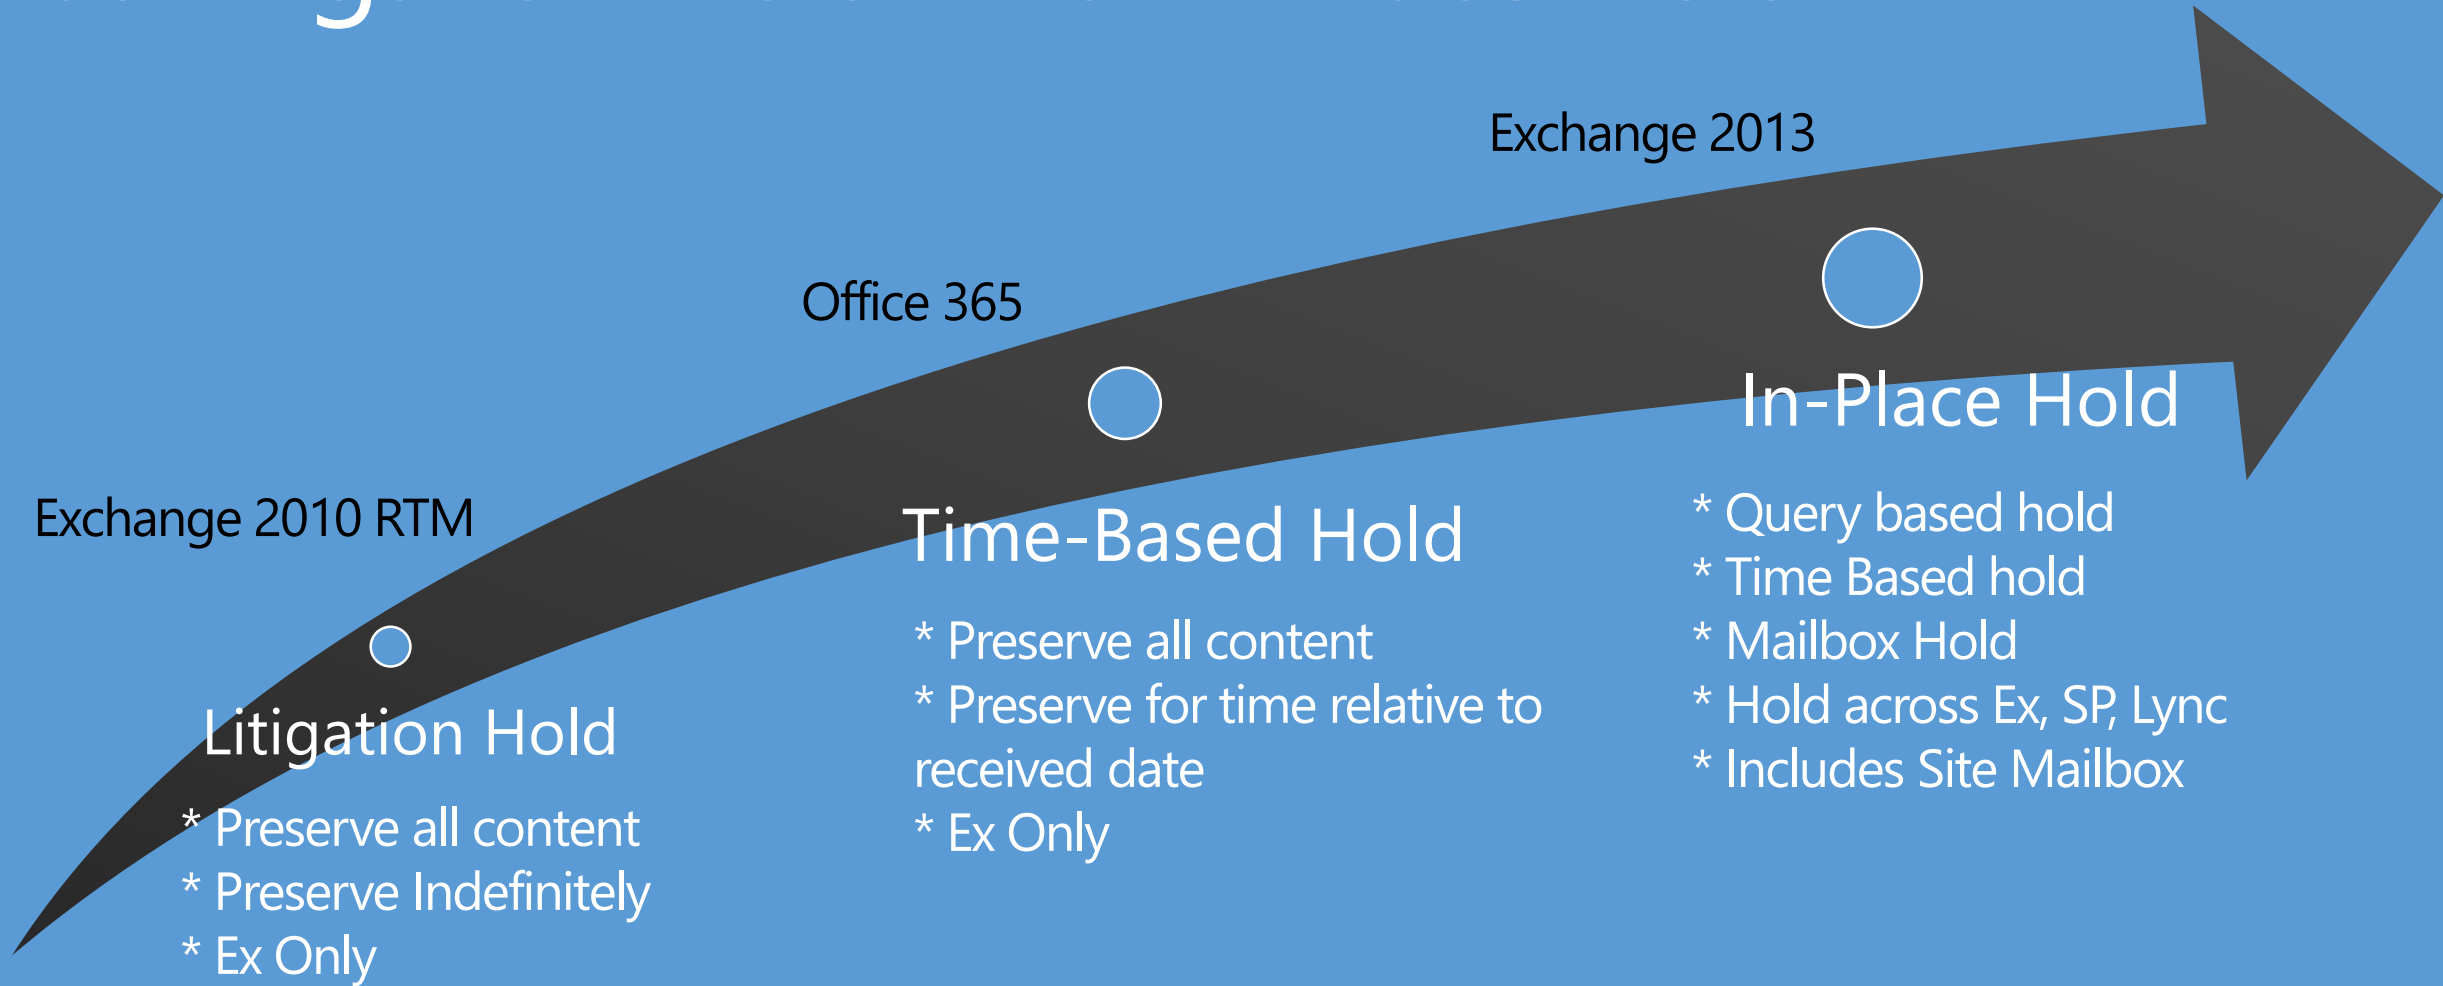 Exchange 2013
Office 365
Exchange 2010 RTM
In-Place Hold
* Query based hold
* Time Based hold
* Mailbox Hold
* Hold across Ex, SP, Lync
* Includes Site Mailbox
Time-Based Hold
* Preserve all content
* Preserve for time relative to
received date
* Ex Only
Litigation Hold
* Preserve all content
* Preserve Indefinitely
* Ex Only